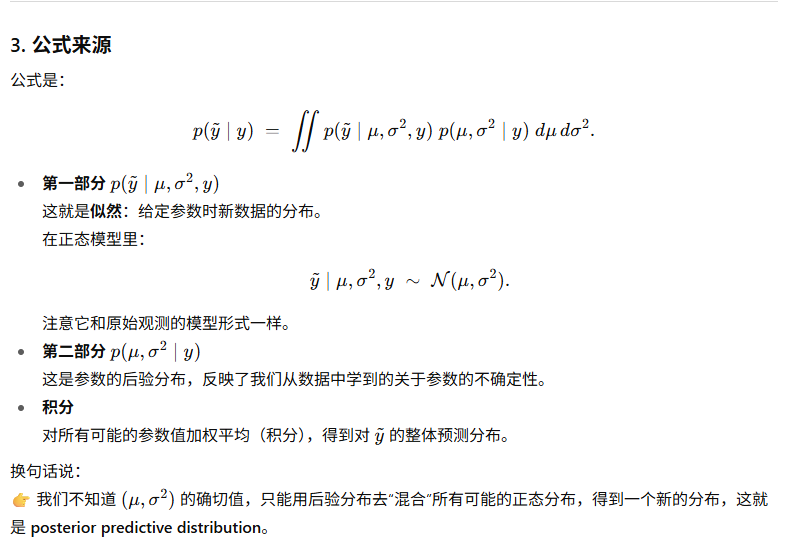 3. 公式来源
公式是：
p(ỹ | y) = ∬ p(ỹ | μ, σ², y) p(μ, σ² | y) dμ dσ².
• 第一部分 p(ỹ | μ, σ², y)
这就是似然：给定参数时新数据的分布。
在正态模型里：
ỹ | μ, σ², y ∼ 𝒩(μ, σ²).
注意它和原始观测的模型形式一样。
• 第二部分 p(μ, σ² | y)
这是参数的后验分布，反映了我们从数据中学到的关于参数的不确定性。
• 积分
对所有可能的参数值加权平均（积分），得到对 ỹ 的整体预测分布。
换句话说：
👉 我们不知道 (μ, σ²) 的确切值，只能用后验分布去“混合”所有可能的正态分布，得到一个新的分布，这就
是 posterior predictive distribution。